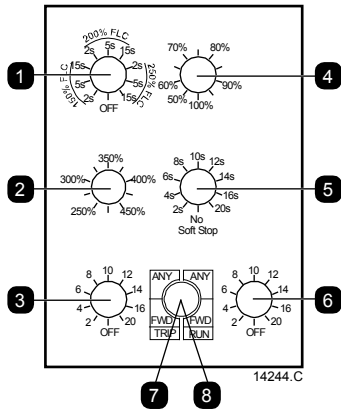 200% FLC
2s 5s 15s
15s 2s
5s 5s
2s 15s
150% FLC
250% FLC
OFF
1
70% 80%
60% 90%
50% 100%
4
350%
300% 400%
250% 450%
2
8s 10s 12s
6s 14s
4s 16s
2s 20s
No
Soft Stop
5
8 10 12
6 14
4 16
2 20
OFF
3
ANY ANY
FWD FWD
TRIP RUN
8 10 12
6 14
4 16
2 20
OFF
6
7 8
14244.C